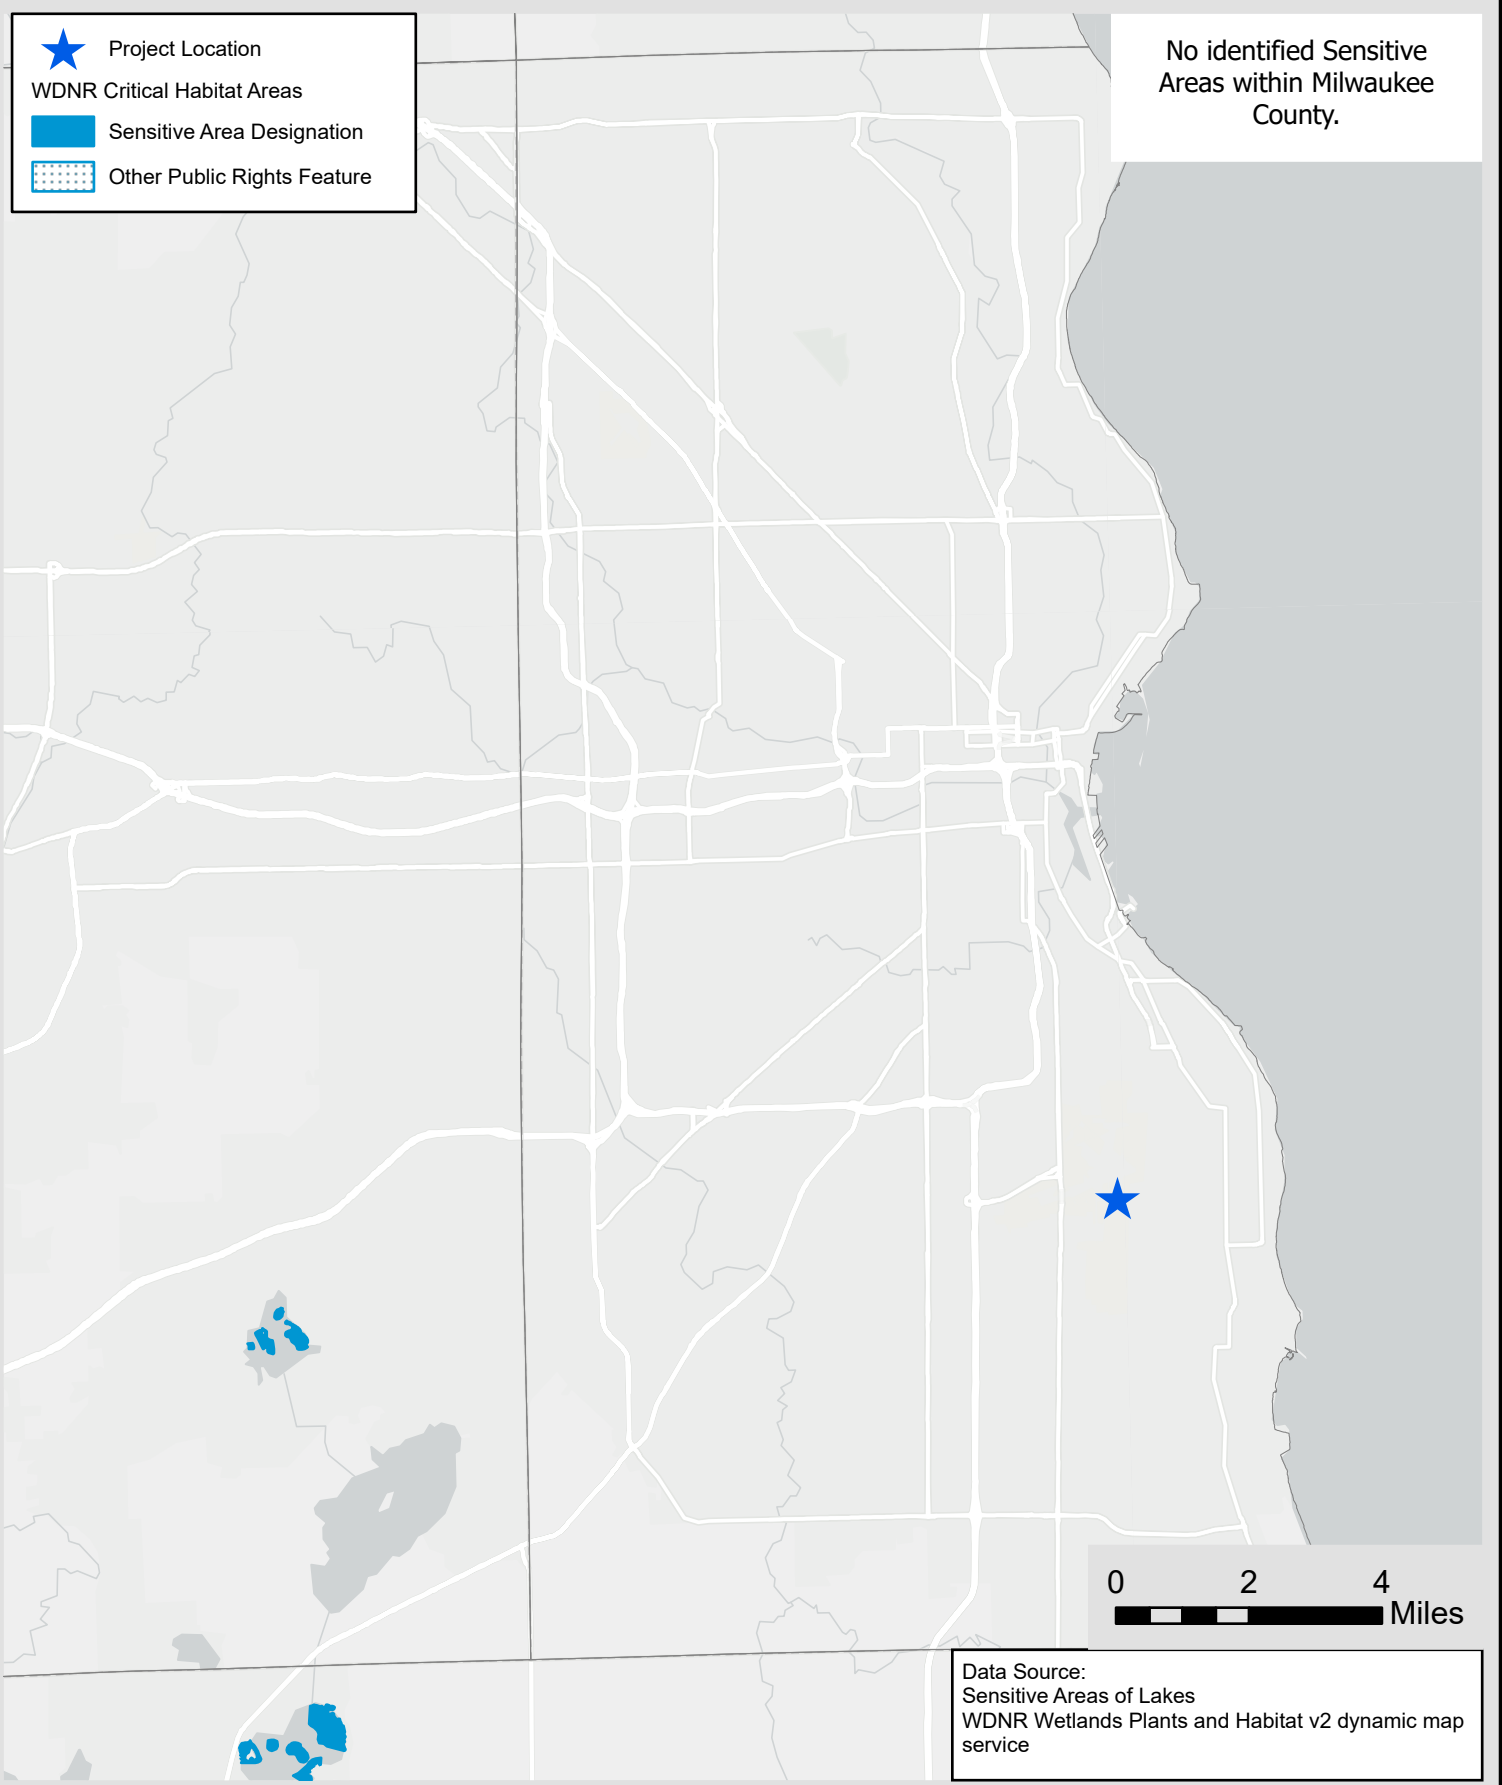 Project Location
WDNR Critical Habitat Areas
Sensitive Area Designation
Other Public Rights Feature
No identified Sensitive
Areas within Milwaukee
County.
0 2 4
Miles
Data Source:
Sensitive Areas of Lakes
WDNR Wetlands Plants and Habitat v2 dynamic map
service